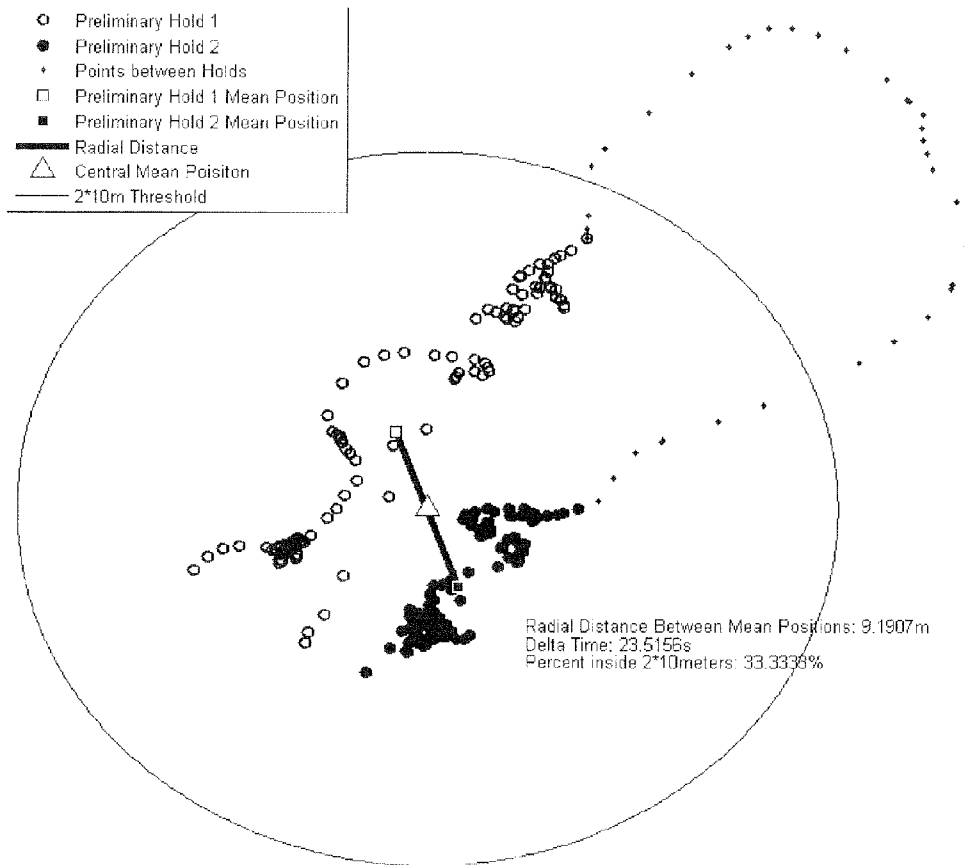 Preliminary Hold 1
Preliminary Hold 2
Points between Holds
Preliminary Hold 1 Mean Position
Preliminary Hold 2 Mean Position
Radial Distance
Central Mean Poisiton
2*10m Threshold
Radial Distance Between Mean Positions: 9.1907m
Delta Time: 23.5156s
Percent inside 2*10meters: 33.3333%